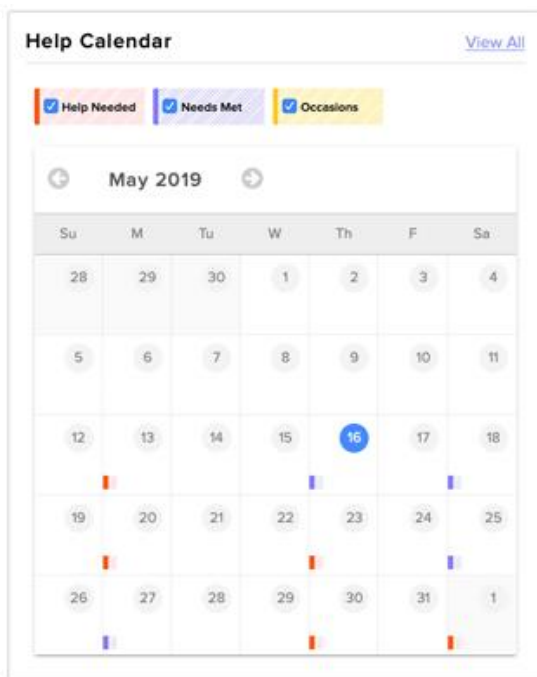 Help Calendar View All
Help Needed Needs Met Occasions
May 2019
Su M Tu W Th F Sa
28 29 30 1 2 3 4
5 6 7 8 9 10 11
12 13 14 15 16 17 18
19 20 21 22 23 24 25
26 27 28 29 30 31 1